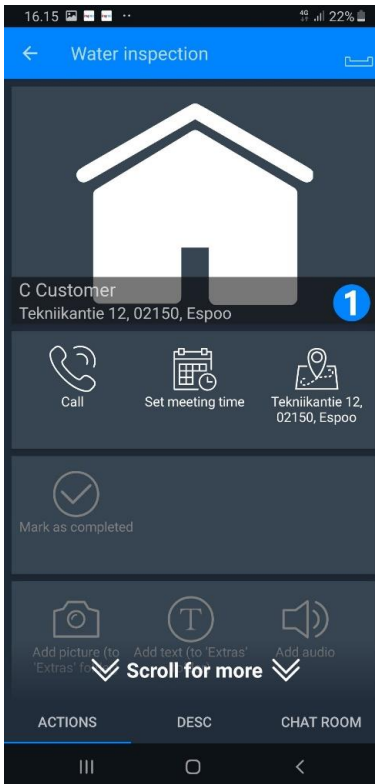 16.15
4G
22%
Water inspection
C Customer
Tekniikantie 12, 02150, Espoo
1
Call
Set meeting time
Tekniikantie 12,
02150, Espoo
Mark as completed
Add picture (to
Add text (to 'Extras'
Add audio
'Extras'
Scroll for more
ACTIONS
DESC
CHAT ROOM